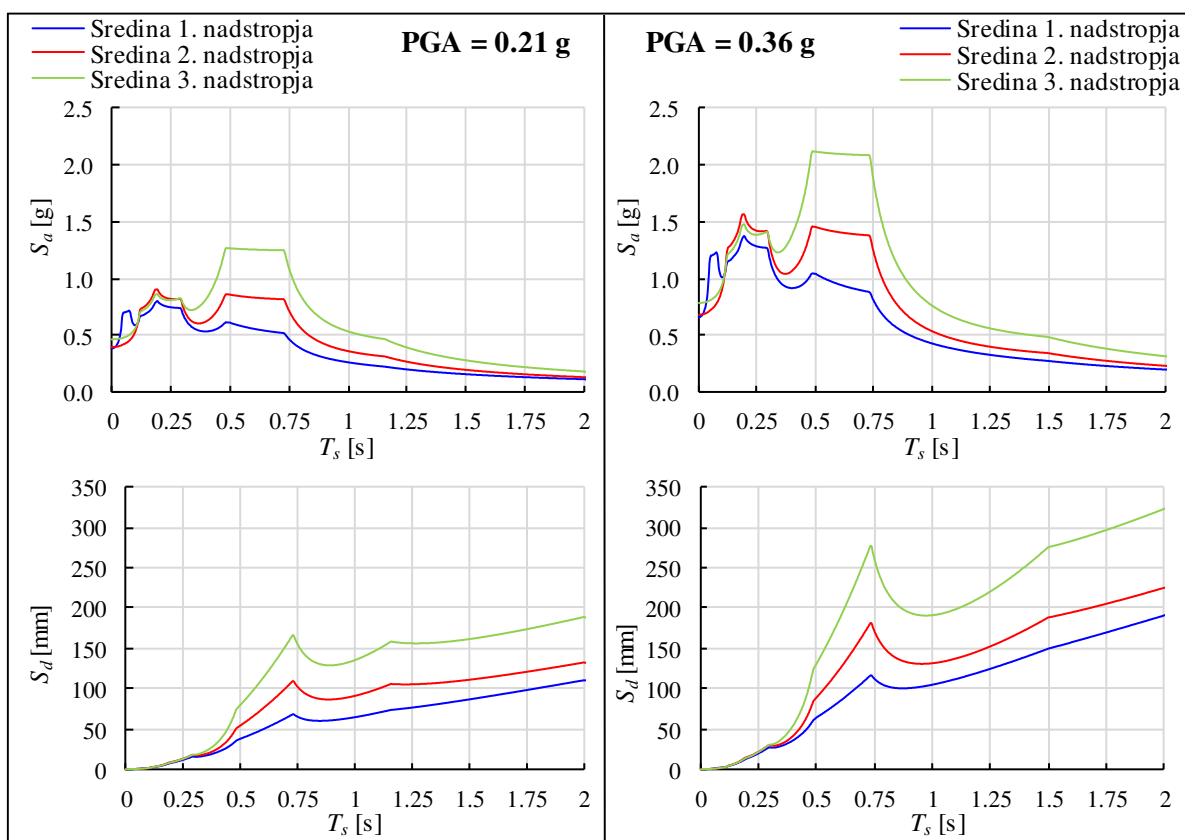 Sredina 1. nadstropja
Sredina 2. nadstropja
Sredina 3. nadstropja
PGA = 0.21 g
2.5
2.0
1.5
1.0
0.5
0.0
Sa [g]
0 0.25 0.5 0.75 1 1.25 1.5 1.75 2
Ts [s]
350
300
250
200
150
100
50
0
Sd [mm]
0 0.25 0.5 0.75 1 1.25 1.5 1.75 2
Ts [s]
PGA = 0.36 g
Sredina 1. nadstropja
Sredina 2. nadstropja
Sredina 3. nadstropja
2.5
2.0
1.5
1.0
0.5
0.0
Sa [g]
0 0.25 0.5 0.75 1 1.25 1.5 1.75 2
Ts [s]
350
300
250
200
150
100
50
0
Sd [mm]
0 0.25 0.5 0.75 1 1.25 1.5 1.75 2
Ts [s]